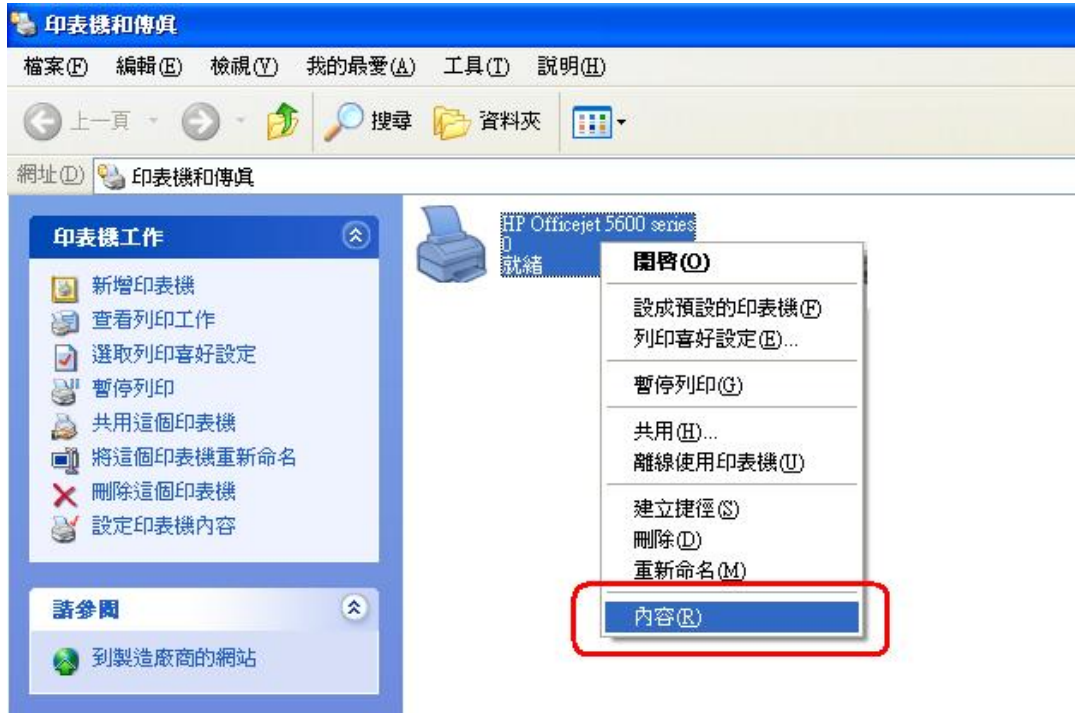 印表機和傳真
檔案(F) 編輯(E) 檢視(V) 我的最愛(A) 工具(T) 說明(H)
上一頁 搜尋 資料夾
網址(D) 印表機和傳真
印表機工作
新增印表機
查看列印工作
選取列印喜好設定
暫停列印
共用這個印表機
將這個印表機重新命名
刪除這個印表機
設定印表機內容
請參閱
到製造廠商的網站
HP Officejet 5600 series
0
就緒
開啓(O)
設成預設的印表機(F)
列印喜好設定(E)...
暫停列印(G)
共用(H)...
離線使用印表機(U)
建立捷徑(S)
刪除(D)
重新命名(M)
內容(R)